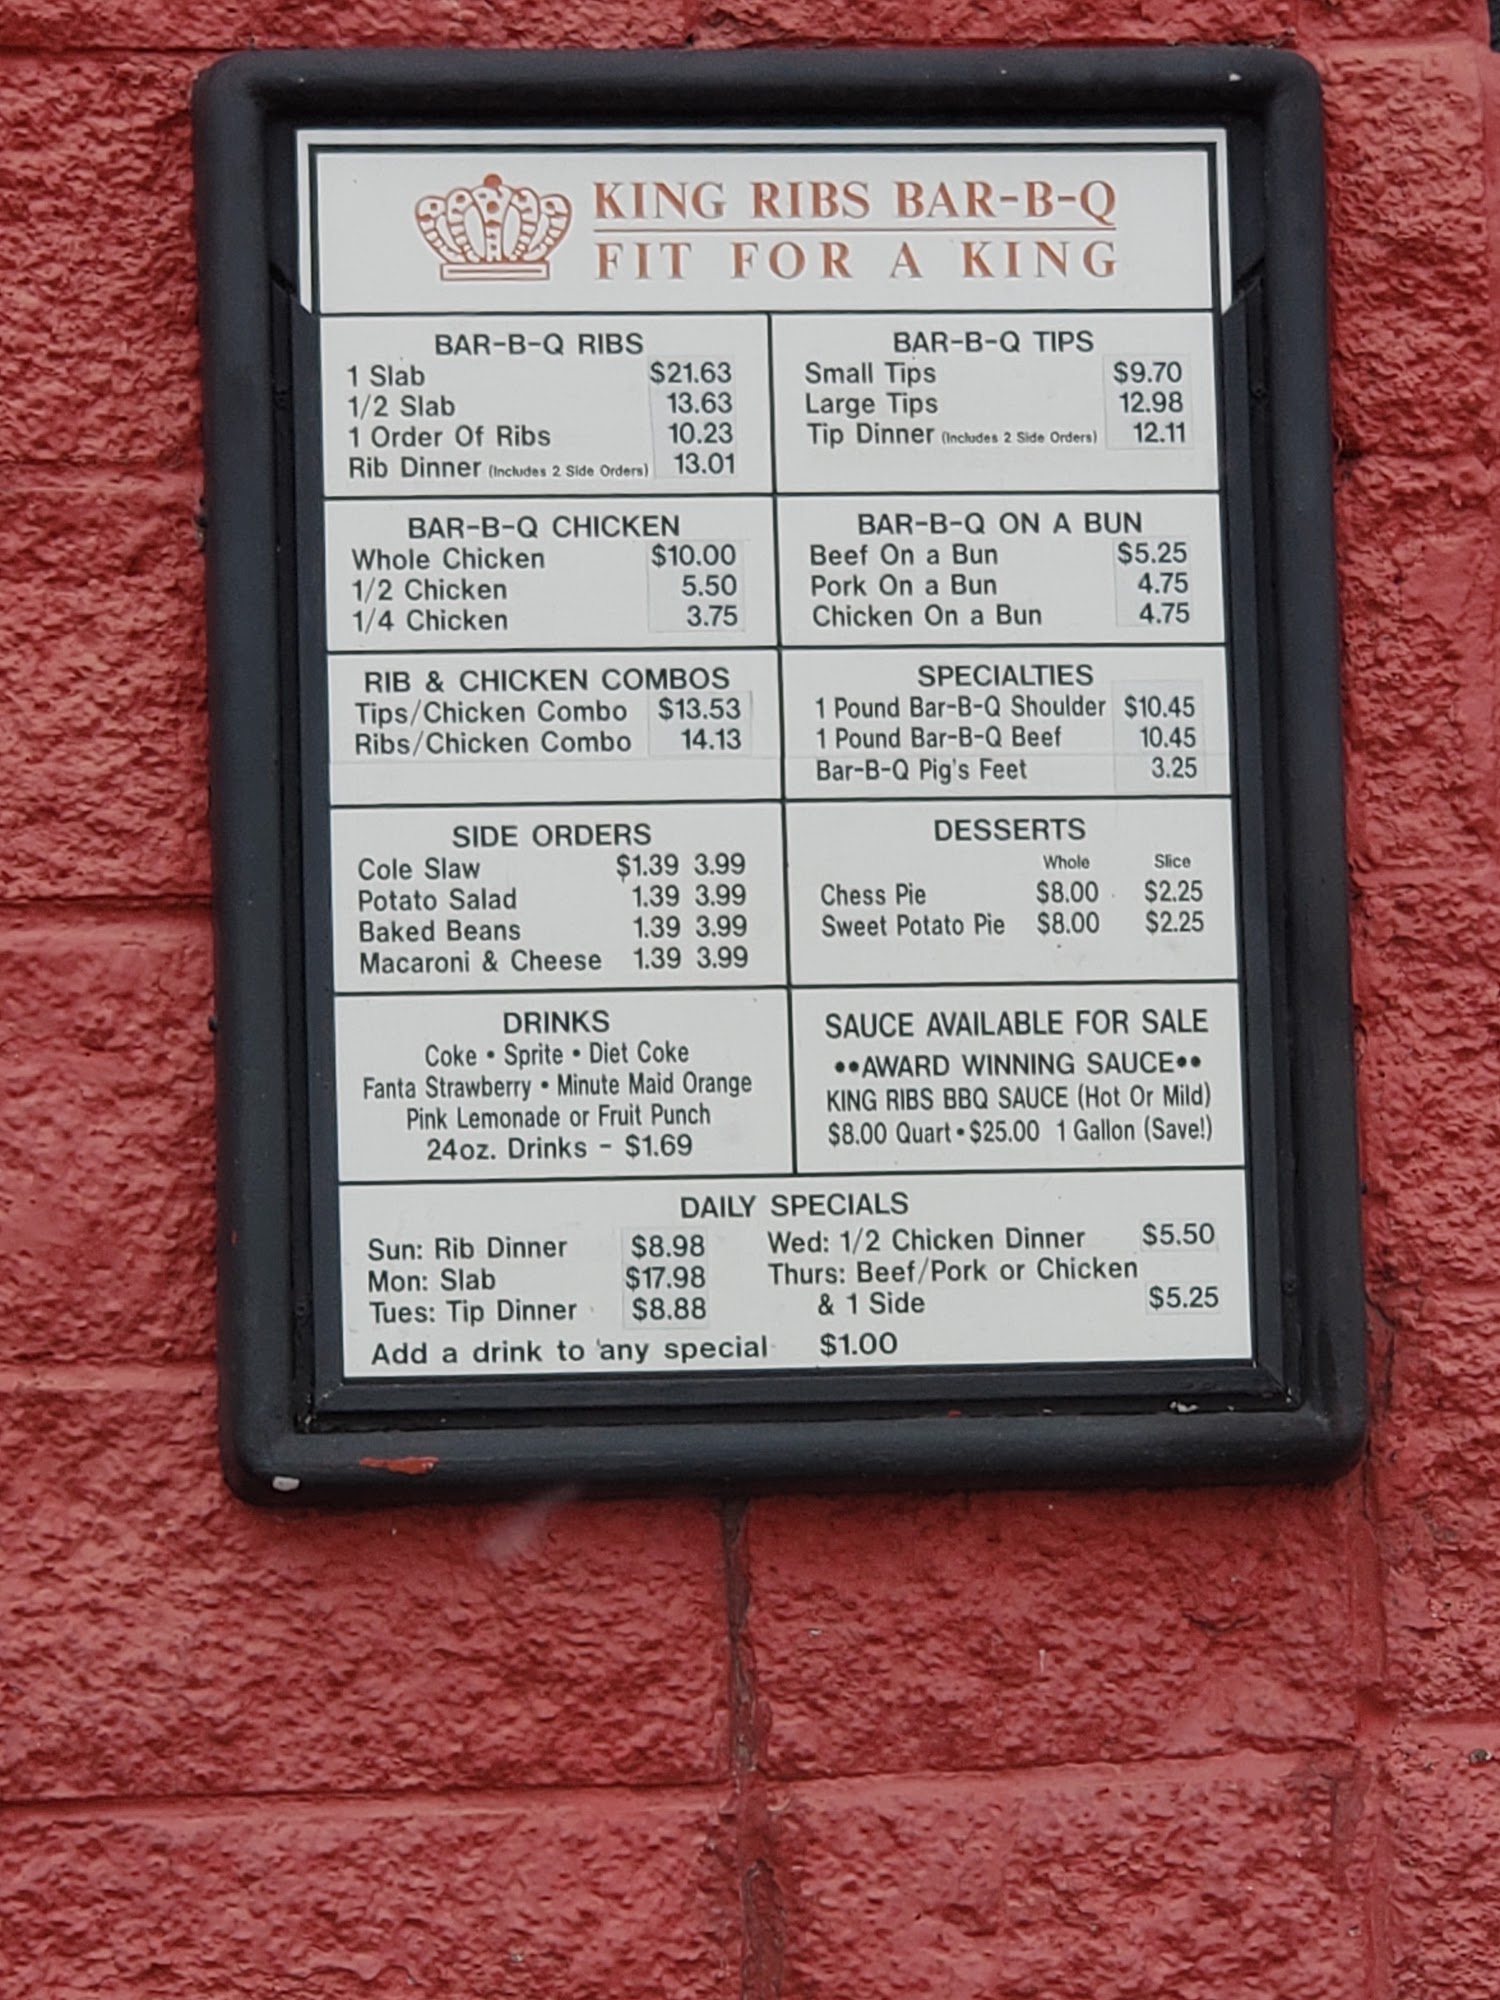 KING RIBS BAR-B-Q
FIT FOR A KING
BAR-B-Q RIBS
1 Slab $21.63
1/2 Slab 13.63
1 Order Of Ribs 10.23
Rib Dinner (Includes 2 Side Orders) 13.01
BAR-B-Q TIPS
Small Tips $9.70
Large Tips 12.98
Tip Dinner (Includes 2 Side Orders) 12.11
BAR-B-Q CHICKEN
Whole Chicken $10.00
1/2 Chicken 5.50
1/4 Chicken 3.75
BAR-B-Q ON A BUN
Beef On a Bun $5.25
Pork On a Bun 4.75
Chicken On a Bun 4.75
RIB & CHICKEN COMBOS
Tips/Chicken Combo $13.53
Ribs/Chicken Combo 14.13
SPECIALTIES
1 Pound Bar-B-Q Shoulder $10.45
1 Pound Bar-B-Q Beef 10.45
Bar-B-Q Pig's Feet 3.25
SIDE ORDERS
Cole Slaw $1.39 3.99
Potato Salad 1.39 3.99
Baked Beans 1.39 3.99
Macaroni & Cheese 1.39 3.99
DESSERTS
Whole Slice
Chess Pie $8.00 $2.25
Sweet Potato Pie $8.00 $2.25
DRINKS
Coke • Sprite • Diet Coke
Fanta Strawberry • Minute Maid Orange
Pink Lemonade or Fruit Punch
24oz. Drinks - $1.69
SAUCE AVAILABLE FOR SALE
••AWARD WINNING SAUCE••
KING RIBS BBQ SAUCE (Hot Or Mild)
$8.00 Quart • $25.00 1 Gallon (Save!)
DAILY SPECIALS
Sun: Rib Dinner $8.98
Mon: Slab $17.98
Tues: Tip Dinner $8.88
Wed: 1/2 Chicken Dinner $5.50
Thurs: Beef/Pork or Chicken
& 1 Side $5.25
Add a drink to any special $1.00